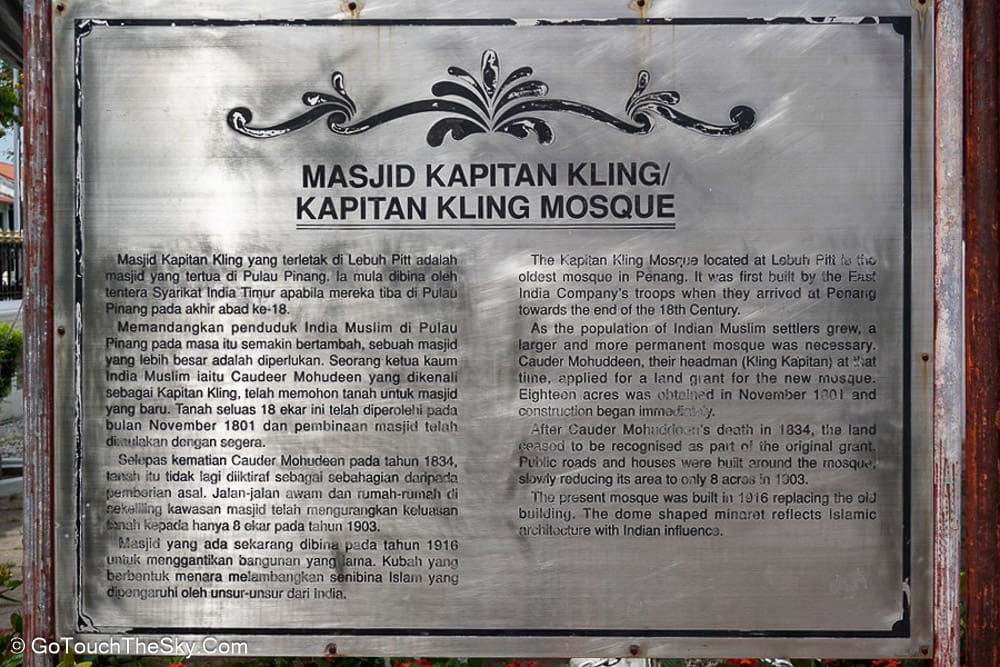 MASJID KAPITAN KLING/
KAPITAN KLING MOSQUE
Masjid Kapitan Kling yang terletak di Lebuh Pitt adalah
masjid yang tertua di Pulau Pinang. Ia mula dibina oleh
tentera Syarikat India Timur apabila mereka tiba di Pulau
Pinang pada akhir abad ke-18.
Memandangkan penduduk India Muslim di Pulau
Pinang pada masa itu semakin bertambah, sebuah masjid
yang lebih besar adalah diperlukan. Seorang ketua kaum
India Muslim iaitu Caudeer Mohudeen yang dikenali
sebagai Kapitan Kling, telah memohon tanah untuk masjid
yang baru. Tanah seluas 18 ekar ini telah diperolehi pada
bulan November 1801 dan pembinaan masjid telah
dimulakan dengan segera.
Selepas kematian Cauder Mohudeen pada tahun 1834,
tanah itu tidak lagi diiktiraf sebagai sebahagian daripada
pemberian asal. Jalan-jalan awam dan rumah-rumah di
sekeliling kawasan masjid telah mengurangkan keluasan
tanah kepada hanya 8 ekar pada tahun 1903.
Masjid yang ada sekarang dibina pada tahun 1916
untuk menggantikan bangunan yang lama. Kubah yang
berbentuk menara melambangkan senibina Islam yang
dipengaruhi oleh unsur-unsur dari India.
The Kapitan Kling Mosque located at Lebuh Pitt is the
oldest mosque in Penang. It was first built by the East
India Company's troops when they arrived at Penang
towards the end of the 18th Century.
As the population of Indian Muslim settlers grew, a
larger and more permanent mosque was necessary.
Cauder Mohuddeen, their headman (Kling Kapitan) at that
time, applied for a land grant for the new mosque.
Eighteen acres was obtained in November 1801 and
construction began immediately.
After Cauder Mohuddeen's death in 1834, the land
ceased to be recognised as part of the original grant.
Public roads and houses were built around the mosque,
slowly reducing its area to only 8 acres in 1903.
The present mosque was built in 1916 replacing the old
building. The dome shaped minaret reflects Islamic
architecture with Indian influence.
© GoTouchTheSky.Com